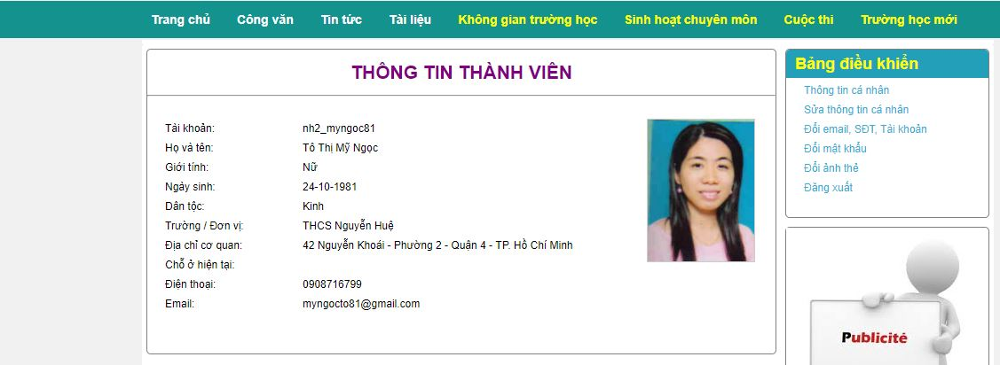 Trang chủ Công văn Tin tức Tài liệu Không gian trường học Sinh hoạt chuyên môn Cuộc thi Trường học mới
THÔNG TIN THÀNH VIÊN
Tài khoản: nh2_myngoc81
Họ và tên: Tô Thị Mỹ Ngọc
Giới tính: Nữ
Ngày sinh: 24-10-1981
Dân tộc: Kinh
Trường / Đơn vị: THCS Nguyễn Huệ
Địa chỉ cơ quan: 42 Nguyễn Khoái - Phường 2 - Quận 4 - TP. Hồ Chí Minh
Chỗ ở hiện tại:
Điện thoại: 0908716799
Email: myngocto81@gmail.com
Bảng điều khiển
Thông tin cá nhân
Sửa thông tin cá nhân
Đổi email, SĐT, Tài khoản
Đổi mật khẩu
Đổi ảnh thẻ
Đăng xuất
Publicité